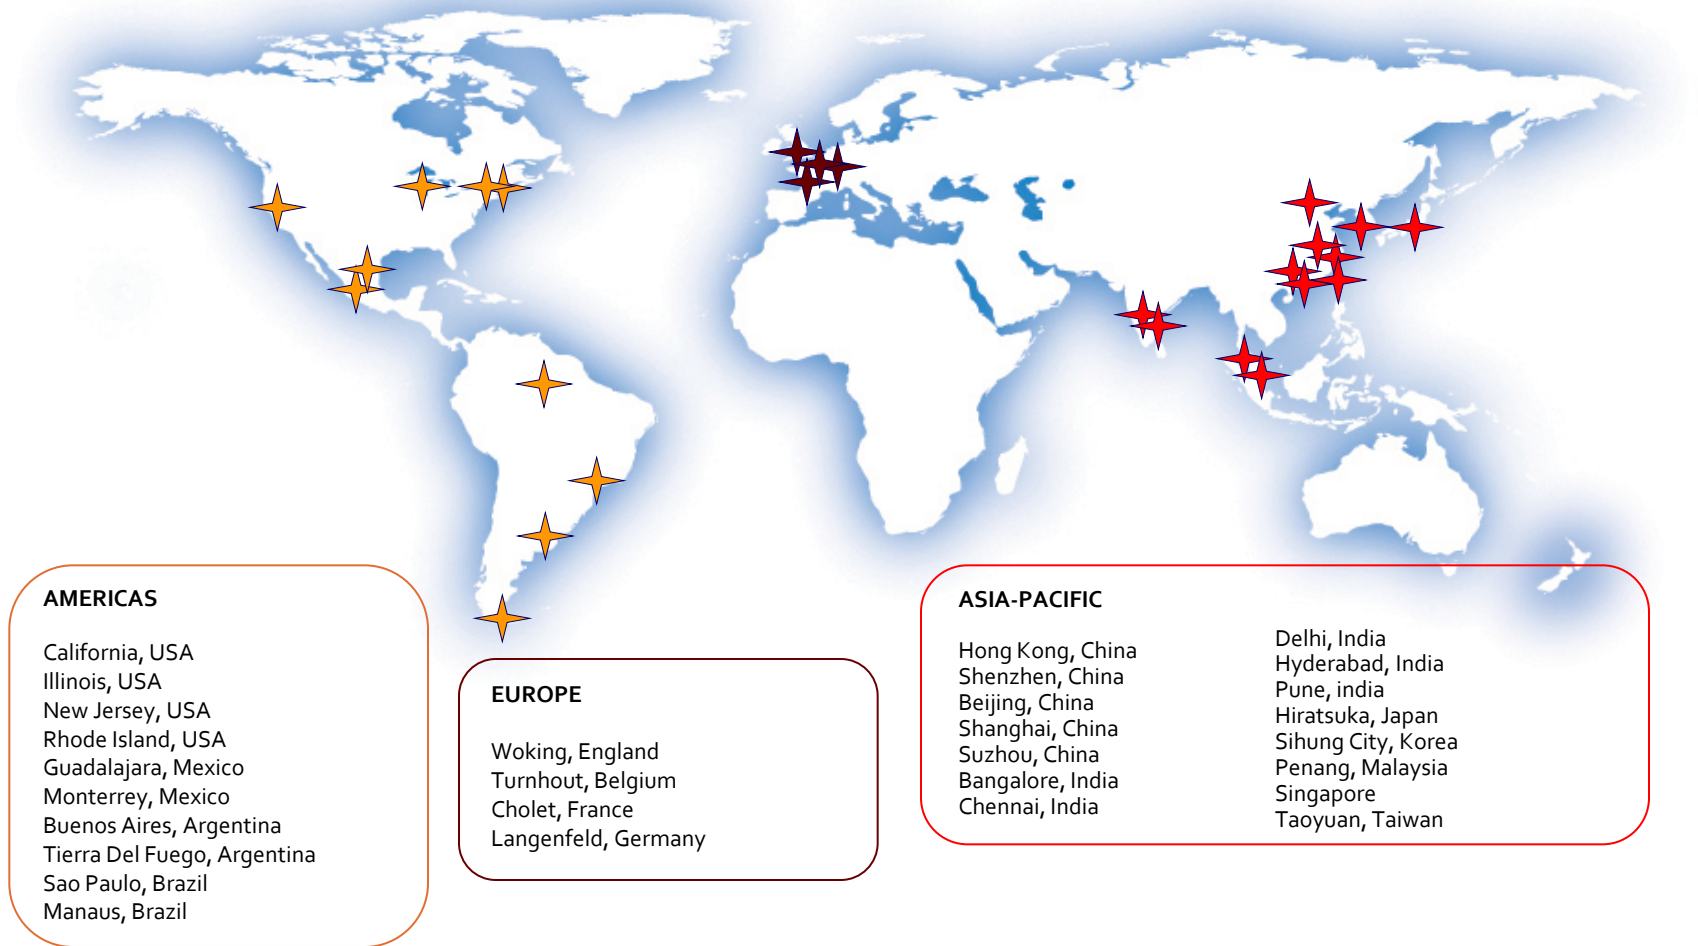 AMERICAS
California, USA
Illinois, USA
New Jersey, USA
Rhode Island, USA
Guadalajara, Mexico
Monterrey, Mexico
Buenos Aires, Argentina
Tierra Del Fuego, Argentina
Sao Paulo, Brazil
Manaus, Brazil
EUROPE
Woking, England
Turnhout, Belgium
Cholet, France
Langenfeld, Germany
ASIA-PACIFIC
Hong Kong, China
Shenzhen, China
Beijing, China
Shanghai, China
Suzhou, China
Bangalore, India
Chennai, India
Delhi, India
Hyderabad, India
Pune, india
Hiratsuka, Japan
Sihung City, Korea
Penang, Malaysia
Singapore
Taoyuan, Taiwan